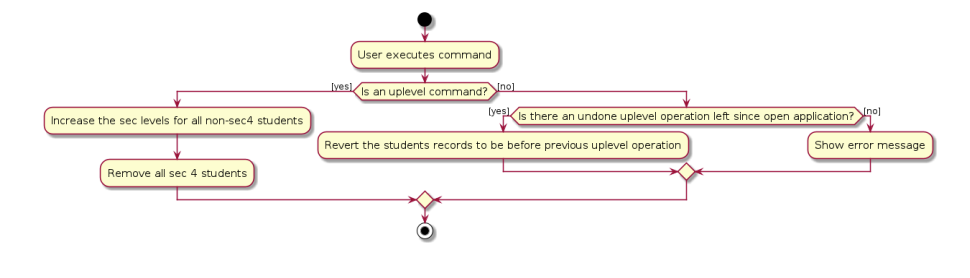 User executes command
[yes]
Is an uplevel command?
[no]
Increase the sec levels for all non-sec4 students
Remove all sec 4 students
[yes]
Is there an undone uplevel operation left since open application?
[no]
Revert the students records to be before previous uplevel operation
Show error message